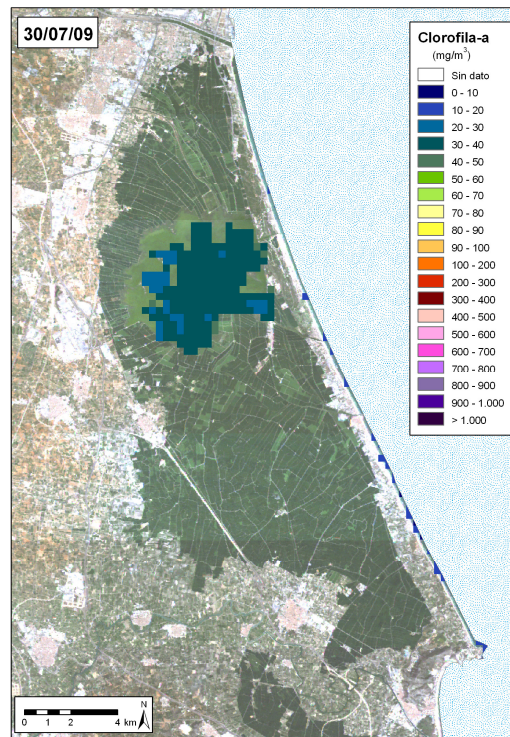 30/07/09
Clorofila-a
(mg/m³)
Sin dato
0 - 10
10 - 20
20 - 30
30 - 40
40 - 50
50 - 60
60 - 70
70 - 80
80 - 90
90 - 100
100 - 200
200 - 300
300 - 400
400 - 500
500 - 600
600 - 700
700 - 800
800 - 900
900 - 1.000
> 1.000
N
0 1 2 4 km